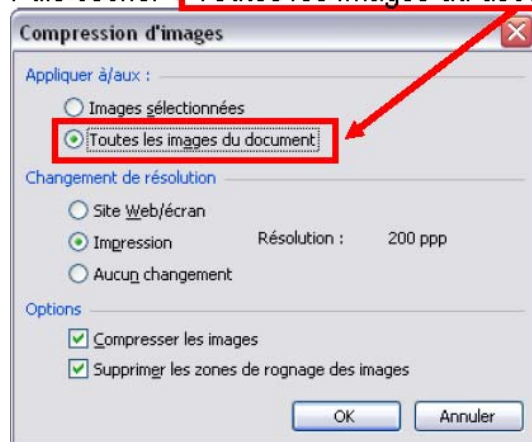 Compression d'images
Appliquer à/aux :
Images sélectionnées
Toutes les images du document
Changement de résolution
Site Web/écran
Impression Résolution : 200 ppp
Aucun changement
Options
Compresser les images
Supprimer les zones de rognage des images
OK Annuler